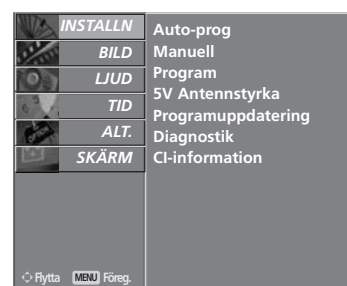 INSTALLN
BILD
LJUD
TID
ALT.
SKÄRM
Auto-prog
Manuell
Program
5V Antennstyrka
Programuppdatering
Diagnostik
CI-information
Flytta MENU Föreg.